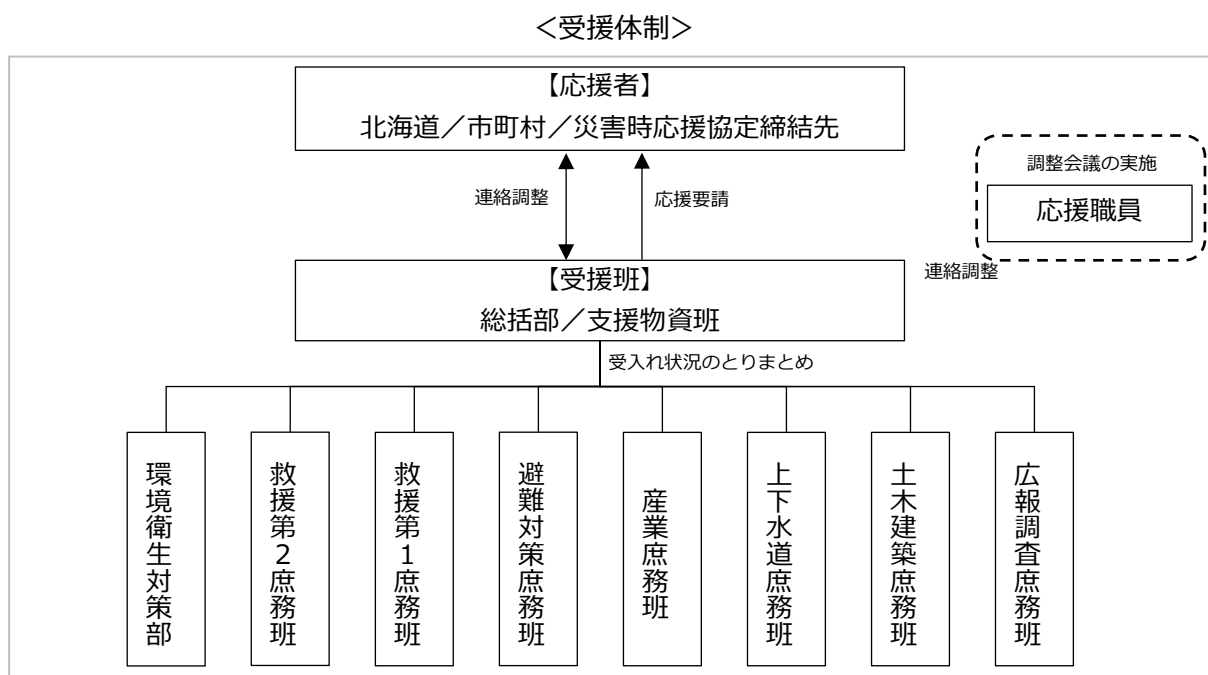 ＜受援体制＞
【応援者】
北海道／市町村／災害時応援協定締結先
調整会議の実施
応援職員
連絡調整
応援要請
連絡調整
【受援班】
総括部／支援物資班
受入れ状況のとりまとめ
環境衛生対策部
救援第2庶務班
救援第1庶務班
避難対策庶務班
産業庶務班
上下水道庶務班
土木建築庶務班
広報調査庶務班